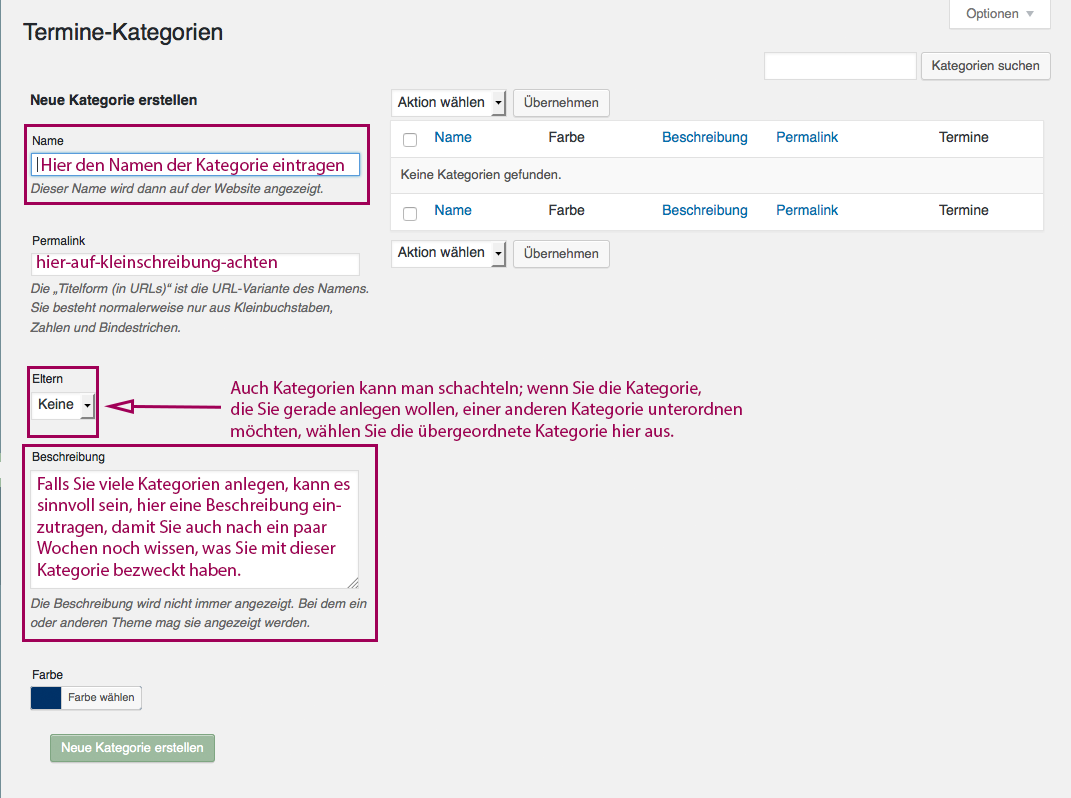 Optionen
Termine-Kategorien
Kategorien suchen
Neue Kategorie erstellen
Name
Hier den Namen der Kategorie eintragen
Dieser Name wird dann auf der Website angezeigt.
Permalink
hier-auf-kleinschreibung-achten
Die „Titelform (in URLs)“ ist die URL-Variante des Namens.
Sie besteht normalerweise nur aus Kleinbuchstaben,
Zahlen und Bindestrichen.
Eltern
Keine
Auch Kategorien kann man schachteln; wenn Sie die Kategorie,
die Sie gerade anlegen wollen, einer anderen Kategorie unterordnen
möchten, wählen Sie die übergeordnete Kategorie hier aus.
Beschreibung
Falls Sie viele Kategorien anlegen, kann es
sinnvoll sein, hier eine Beschreibung ein-
zutragen, damit Sie auch nach ein paar
Wochen noch wissen, was Sie mit dieser
Kategorie bezweckt haben.
Die Beschreibung wird nicht immer angezeigt. Bei dem ein
oder anderen Theme mag sie angezeigt werden.
Farbe
Farbe wählen
Neue Kategorie erstellen
Aktion wählen Übernehmen
Name Farbe Beschreibung Permalink Termine
Keine Kategorien gefunden.
Name Farbe Beschreibung Permalink Termine
Aktion wählen Übernehmen